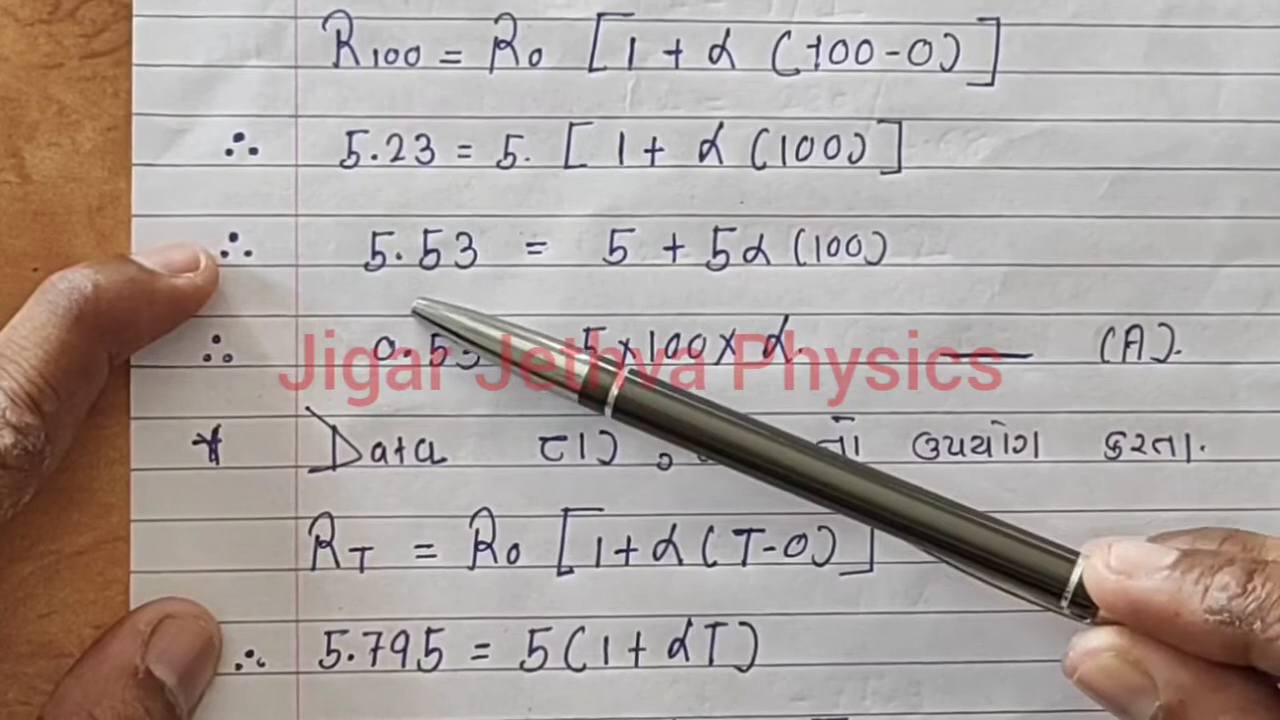 R100 = R0 [1 + α (100-0)]
∴ 5.23 = 5. [1 + α (100)]
∴ 5.53 = 5 + 5α (100)
∴ 0.53 5×100×α. — (A).
Jigar Jethva Physics
* Data નો ઉપયોગ કરતા.
RT = R0 [1+α(T-0)]
∴ 5.795 = 5(1+αT)